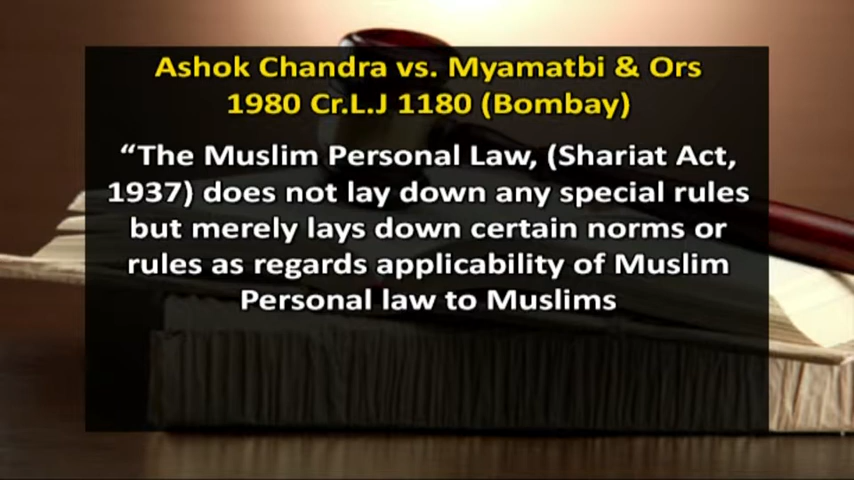 Ashok Chandra vs. Myamatbi & Ors
1980 Cr.L.J 1180 (Bombay)
“The Muslim Personal Law, (Shariat Act,
1937) does not lay down any special rules
but merely lays down certain norms or
rules as regards applicability of Muslim
Personal law to Muslims